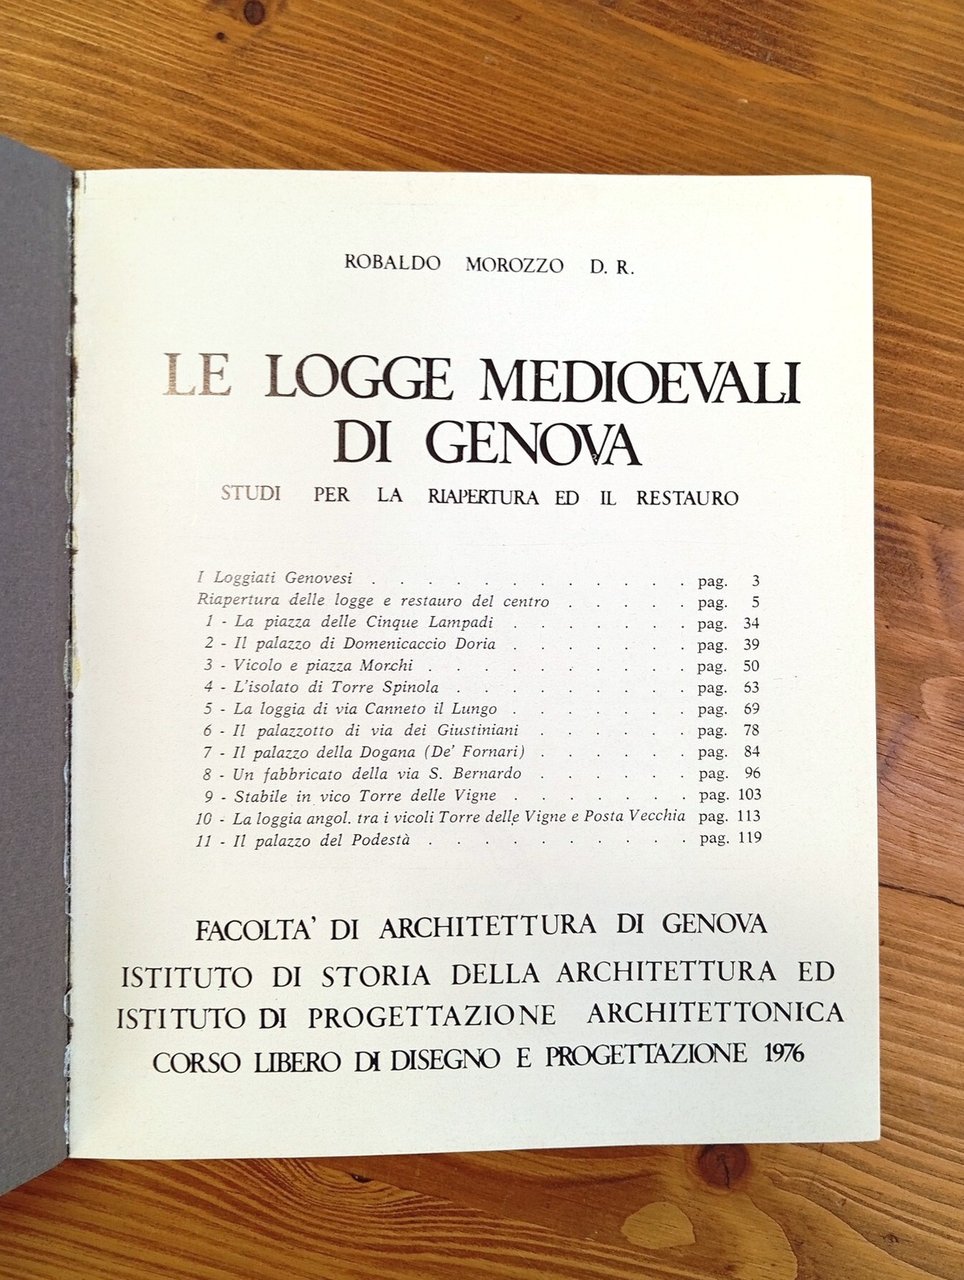 ROBALDO MOROZZO D. R.
LE LOGGE MEDIOEVALI
DI GENOVA
STUDI PER LA RIAPERTURA ED IL RESTAURO
I Loggiati Genovesi . . . . . . . . . . . . pag. 3
Riapertura delle logge e restauro del centro . . . . . pag. 5
1 - La piazza delle Cinque Lampadi . . . . . . . pag. 34
2 - Il palazzo di Domenicaccio Doria . . . . . . . pag. 39
3 - Vicolo e piazza Morchi . . . . . . . . . . pag. 50
4 - L'isolato di Torre Spinola . . . . . . . . . pag. 63
5 - La loggia di via Canneto il Lungo . . . . . . . pag. 69
6 - Il palazzotto di via dei Giustiniani . . . . . . pag. 78
7 - Il palazzo della Dogana (De' Fornari) . . . . . . pag. 84
8 - Un fabbricato della via S. Bernardo . . . . . . pag. 96
9 - Stabile in vico Torre delle Vigne . . . . . . . pag. 103
10 - La loggia angol. tra i vicoli Torre delle Vigne e Posta Vecchia pag. 113
11 - Il palazzo del Podestà . . . . . . . . . . pag. 119
FACOLTA' DI ARCHITETTURA DI GENOVA
ISTITUTO DI STORIA DELLA ARCHITETTURA ED
ISTITUTO DI PROGETTAZIONE ARCHITETTONICA
CORSO LIBERO DI DISEGNO E PROGETTAZIONE 1976